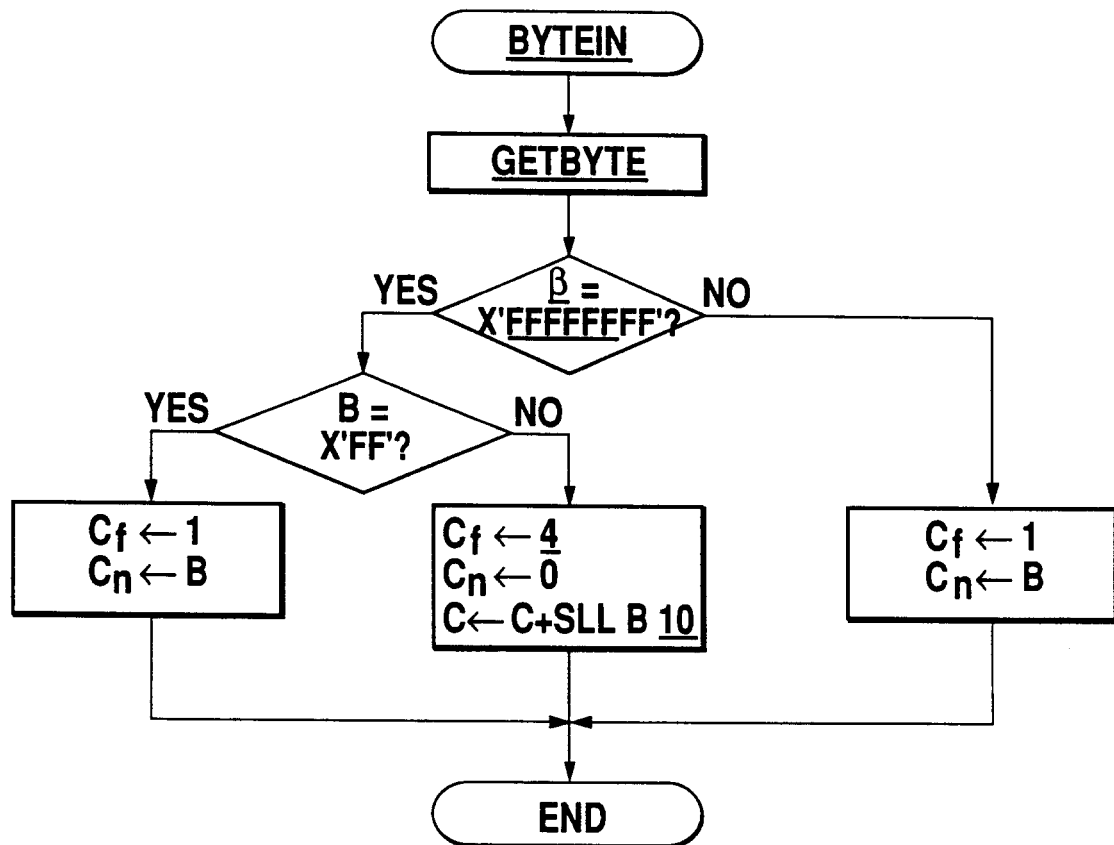 BYTEIN
GETBYTE
YES
β =
NO
X'FFFFFFFF'?
YES
B =
NO
X'FF'?
Cf ← 1
Cn ← B
Cf ← 4
Cn ← 0
C ← C+SLL B 10
Cf ← 1
Cn ← B
END